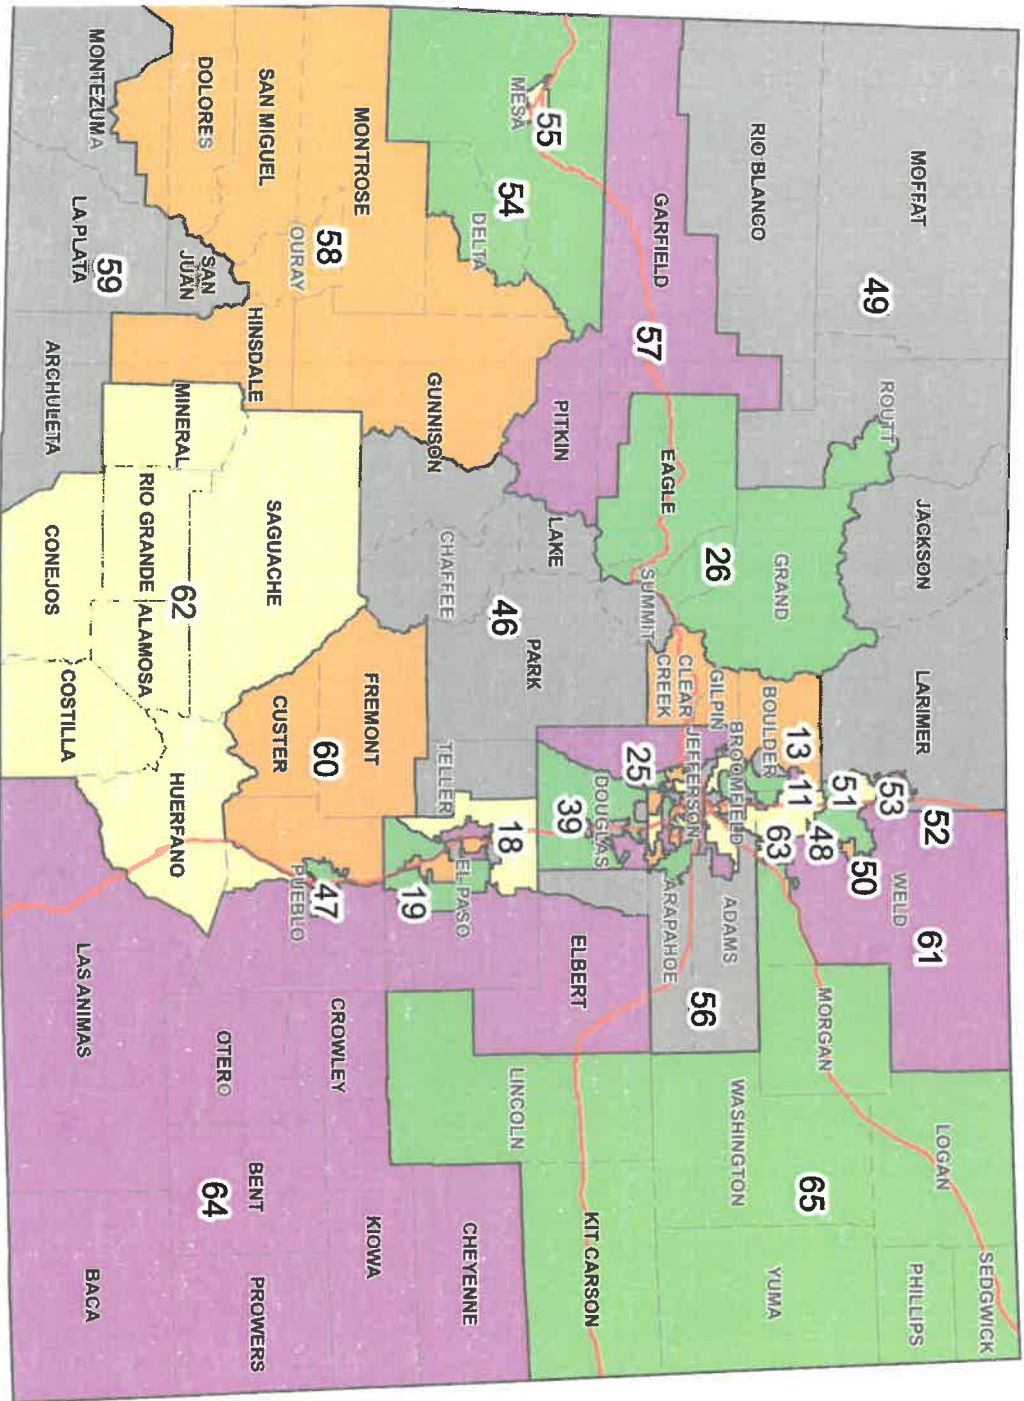 MOFFAT
ROUTT
JACKSON
LARIMER
49
53
52
WELD
61
LOGAN
SEDGWICK
PHILLIPS
RIO BLANCO
GRAND
26
BOULDER
13
11
51
48
50
63
MORGAN
65
WASHINGTON
YUMA
GARFIELD
57
EAGLE
SUMMIT
GILPIN
CLEAR
CREEK
BROOMFIELD
JEFFERSON
ADAMS
ARAPAHOE
56
25
MESA
55
54
DELTA
PITKIN
LAKE
PARK
46
DOUGLAS
39
ELBERT
LINCOLN
KIT CARSON
MONTROSE
GUNNISON
CHAFFEE
TELLER
18
EL PASO
19
CHEYENNE
SAN MIGUEL
OURAY
58
HINSDALE
SAGUACHE
FREMONT
60
CUSTER
PUEBLO
47
CROWLEY
KIOWA
DOLORES
SAN
JUAN
MINERAL
RIO GRANDE
62
ALAMOSA
HUERFANO
OTERO
BENT
64
PROWERS
MONTEZUMA
LA PLATA
59
ARCHULETA
CONEJOS
COSTILLA
LAS ANIMAS
BACA